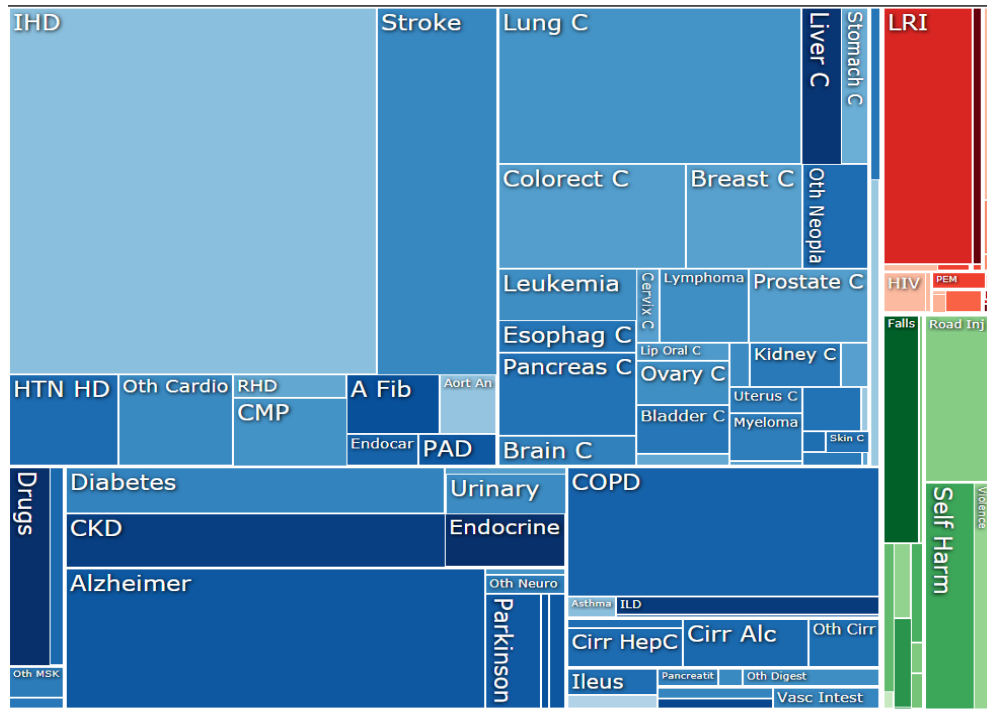 IHD
Stroke
Lung C
Liver C
Stomach C
LRI
Colorect C
Breast C
Oth Neopla
Leukemia
Cervix C
Lymphoma
Prostate C
HIV
PEM
Esophag C
Falls
Road Inj
Lip Oral C
Kidney C
Pancreas C
Ovary C
HTN HD
Oth Cardio
RHD
A Fib
Aort An
Uterus C
CMP
Bladder C
Myeloma
Endocar
PAD
Brain C
Skin C
Drugs
Diabetes
Urinary
COPD
Self Harm
Violence
CKD
Endocrine
Alzheimer
Oth Neuro
Asthma
ILD
Parkinson
Cirr HepC
Cirr Alc
Oth Cirr
Oth MSK
Ileus
Pancreatit
Oth Digest
Vasc Intest